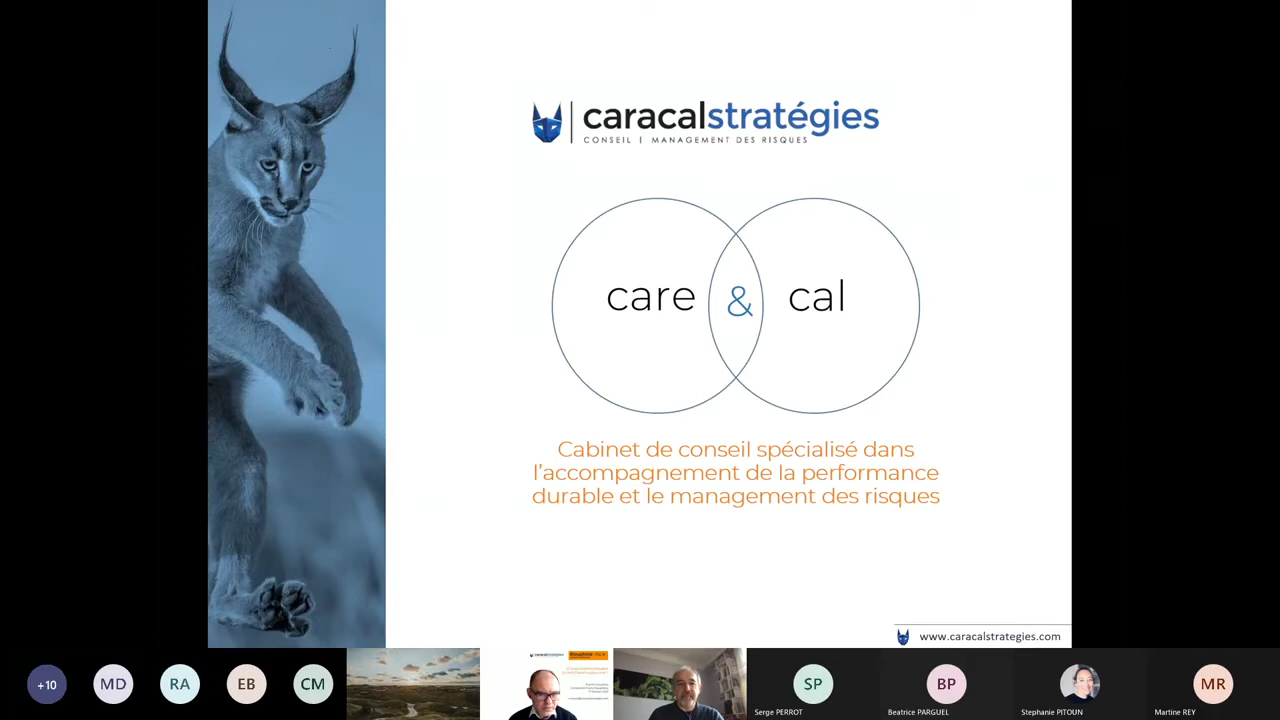 caracalstratégies
CONSEIL | MANAGEMENT DES RISQUES
care & cal
Cabinet de conseil spécialisé dans
l'accompagnement de la performance
durable et le management des risques
www.caracalstrategies.com
+10
MD
RA
EB
CM
caracalstratégies
SP
BP
MR
Serge PERROT
Beatrice PARGUEL
Stephanie PITOUN
Martine REY